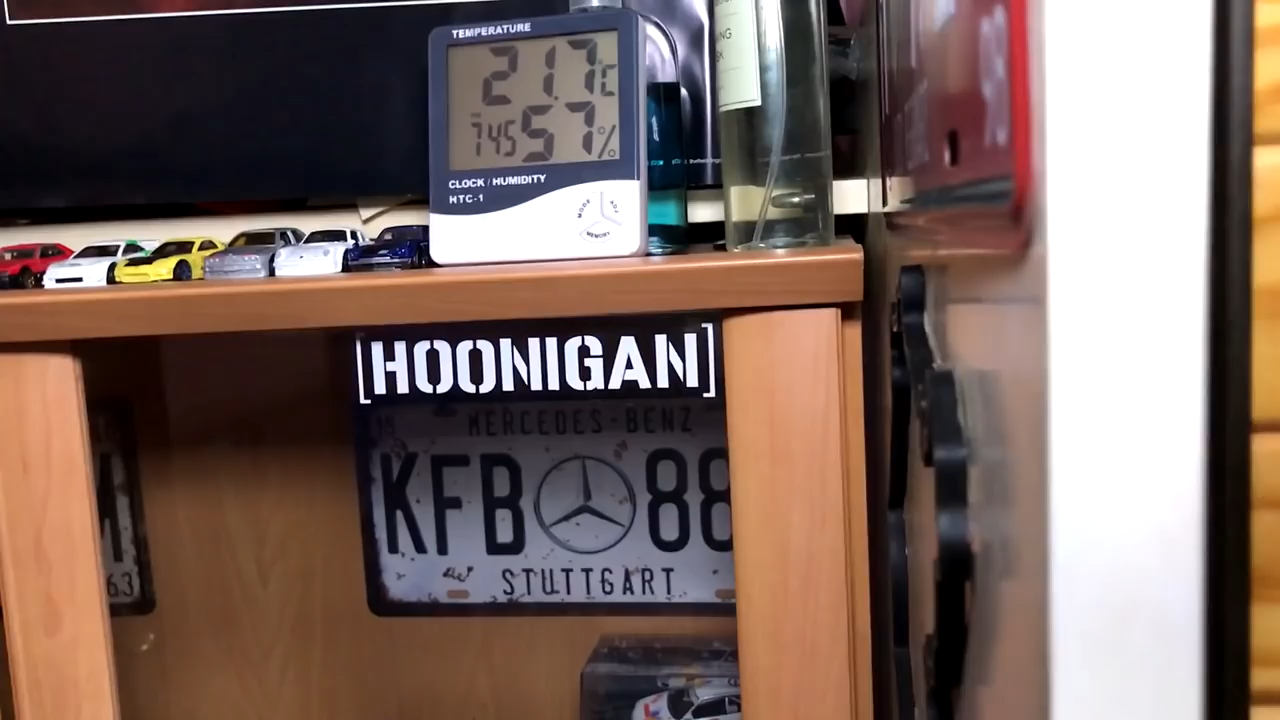 TEMPERATURE
21.7°C
7:45 57%
CLOCK / HUMIDITY
HTC-1
MODE
ADJ
MEMORY
[HOONIGAN]
MERCEDES-BENZ
KFB 88
STUTTGART
M
63